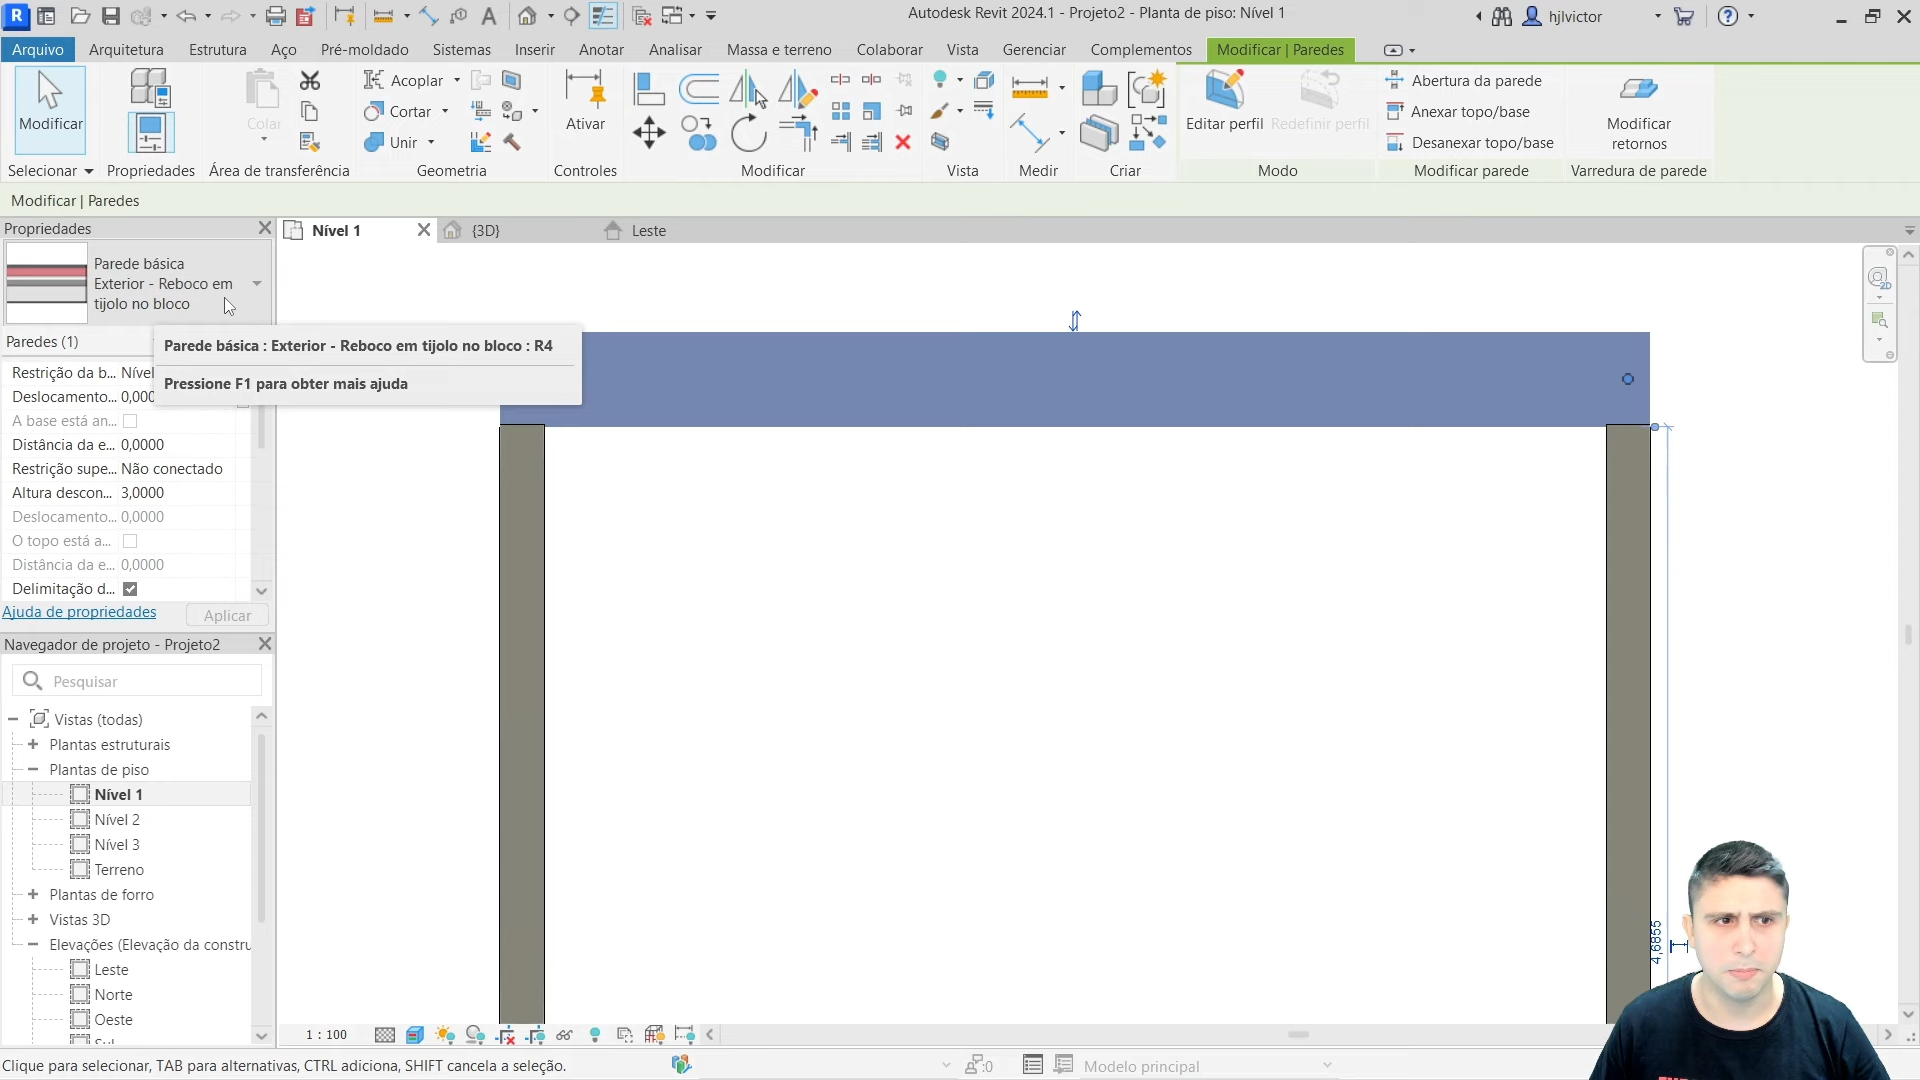 Autodesk Revit 2024.1 - Projeto2 - Planta de piso: Nível 1
hjlvictor
Arquivo Arquitetura Estrutura Aço Pré-moldado Sistemas Inserir Anotar Analisar Massa e terreno Colaborar Vista Gerenciar Complementos Modificar | Paredes
Modificar
Colar
Acoplar
Cortar
Unir
Ativar
Editar perfil
Redefinir perfil
Abertura da parede
Anexar topo/base
Desanexar topo/base
Modificar
retornos
Selecionar Propriedades Área de transferência Geometria Controles Modificar Vista Medir Criar Modo Modificar parede Varredura de parede
Modificar | Paredes
Propriedades
Nível 1
{3D}
Leste
Parede básica
Exterior - Reboco em
tijolo no bloco
2D
Paredes (1)
Parede básica : Exterior - Reboco em tijolo no bloco : R4
Pressione F1 para obter mais ajuda
Restrição da b... Nível
Deslocamento... 0,000
A base está an...
Distância da e... 0,0000
Restrição supe... Não conectado
Altura descon... 3,0000
Deslocamento... 0,0000
O topo está a...
Distância da e... 0,0000
Delimitação d...
Ajuda de propriedades Aplicar
Navegador de projeto - Projeto2
Pesquisar
Vistas (todas)
Plantas estruturais
Plantas de piso
Nível 1
Nível 2
Nível 3
Terreno
Plantas de forro
Vistas 3D
Elevações (Elevação da constru
Leste
Norte
Oeste
Sul
4,6855
1 : 100
Clique para selecionar, TAB para alternativas, CTRL adiciona, SHIFT cancela a seleção.
:0
Modelo principal